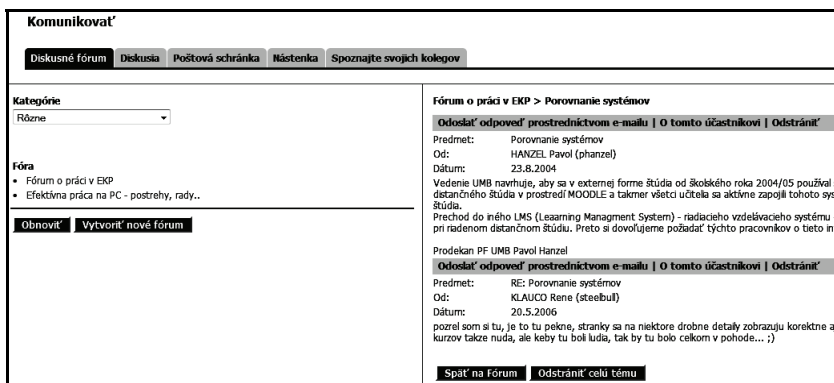 Komunikovať
Diskusné fórum Diskusia Poštová schránka Nástenka Spoznajte svojich kolegov
Kategórie
Rôzne
Fóra
• Fórum o práci v EKP
• Efektívna práca na PC - postrehy, rady..
Obnoviť Vytvoriť nové fórum
Fórum o práci v EKP > Porovnanie systémov
Odoslať odpoveď prostredníctvom e-mailu | O tomto účastníkovi | Odstrániť
Predmet: Porovnanie systémov
Od: HANZEL Pavol (phanzel)
Dátum: 23.8.2004
Vedenie UMB navrhuje, aby sa v externej forme štúdia od školského roka 2004/05 používal
distančného štúdia v prostredí MOODLE a takmer všetci učitelia sa aktívne zapojili tohoto sys
štúdia.
Prechod do iného LMS (Leaarning Managment System) - riadiacieho vzdelávacieho systému
pri riadenom distančnom štúdiu. Preto si dovoľujeme požiadať týchto pracovníkov o tieto in
Prodekan PF UMB Pavol Hanzel
Odoslať odpoveď prostredníctvom e-mailu | O tomto účastníkovi | Odstrániť
Predmet: RE: Porovnanie systémov
Od: KLAUCO Rene (steelbull)
Dátum: 20.5.2006
pozrel som si tu, je to tu pekne, stranky sa na niektore drobne detaily zobrazuju korektne a
kurzov takze nuda, ale keby tu boli ludia, tak by tu bolo celkom v pohode... ;)
Späť na Fórum Odstrániť celú tému